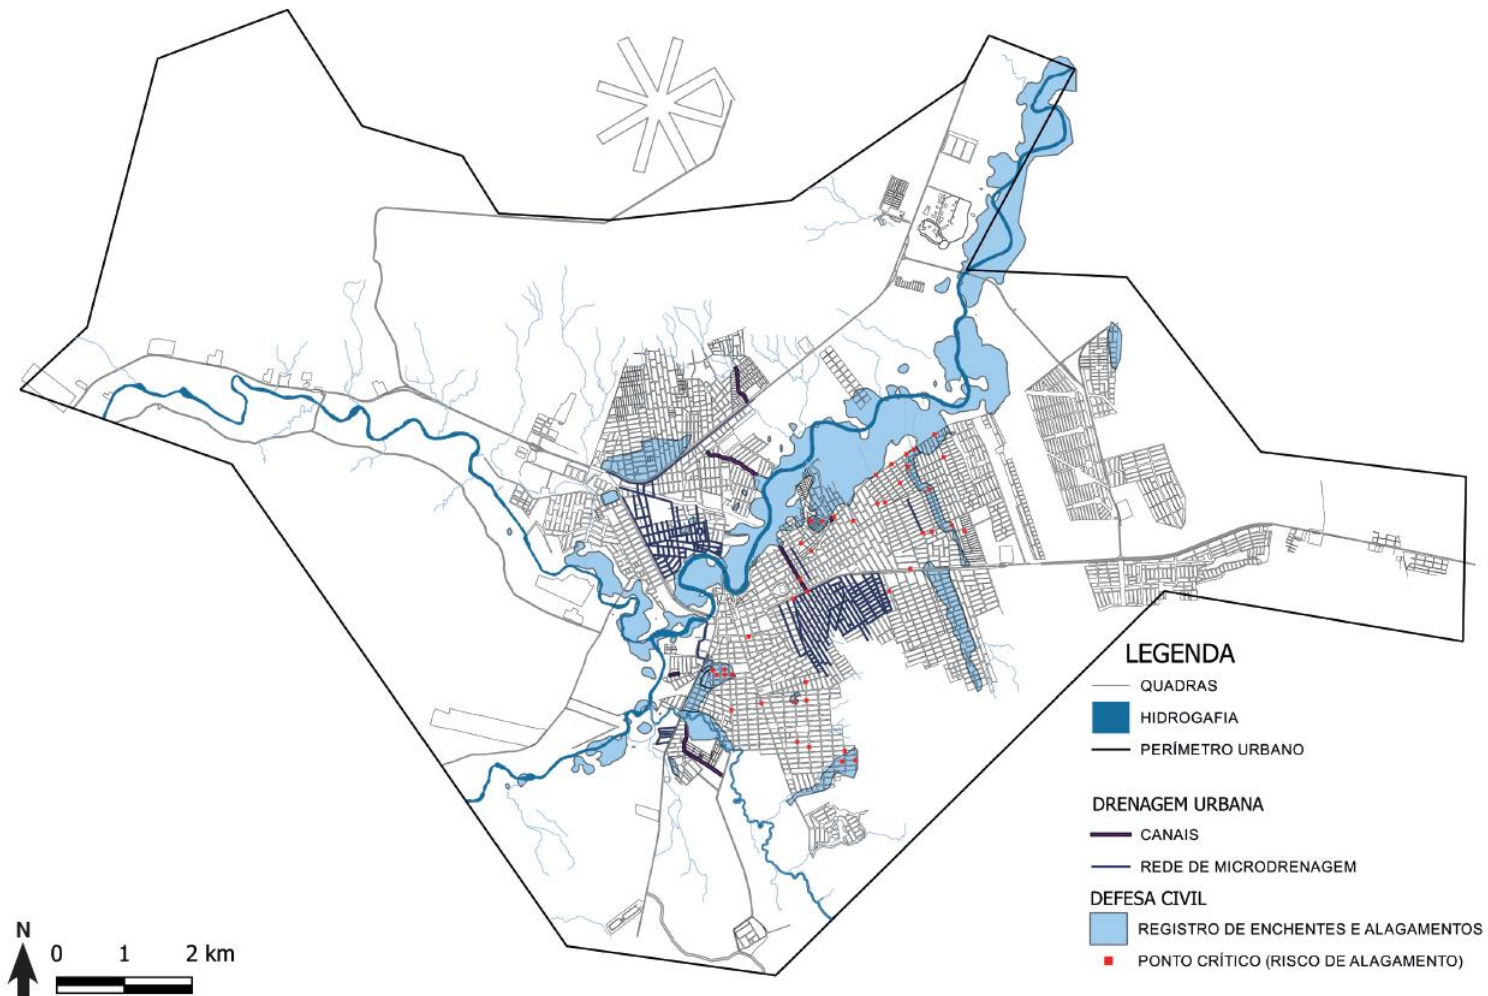 LEGENDA
QUADRAS
HIDROGAFIA
PERÍMETRO URBANO
DRENAGEM URBANA
CANAIS
REDE DE MICRODRENAGEM
DEFESA CIVIL
REGISTRO DE ENCHENTES E ALAGAMENTOS
PONTO CRÍTICO (RISCO DE ALAGAMENTO)
N
0 1 2 km